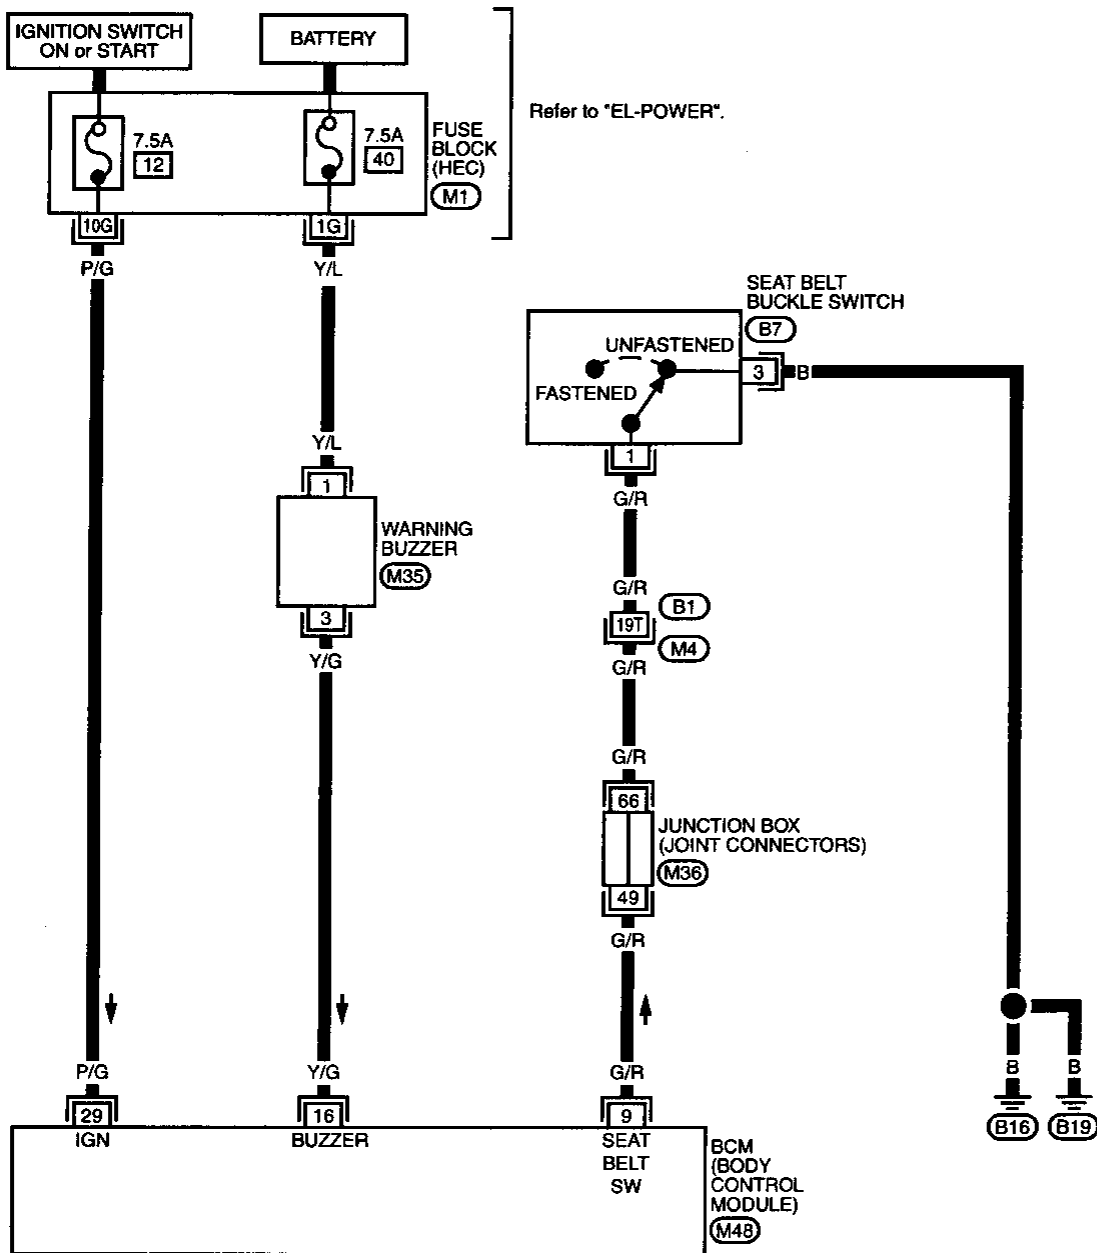 IGNITION SWITCH
ON or START
BATTERY
Refer to "EL-POWER".
7.5A
12
7.5A
40
FUSE
BLOCK
(HEC)
M1
10G
1G
P/G
Y/L
SEAT BELT
BUCKLE SWITCH
B7
UNFASTENED
FASTENED
3
B
1
G/R
Y/L
1
WARNING
BUZZER
M35
3
Y/G
G/R
B1
19T
M4
G/R
G/R
66
JUNCTION BOX
(JOINT CONNECTORS)
M36
49
G/R
P/G
Y/G
G/R
B
B
29
16
9
B16
B19
IGN
BUZZER
SEAT
BELT
SW
BCM
(BODY
CONTROL
MODULE)
M48